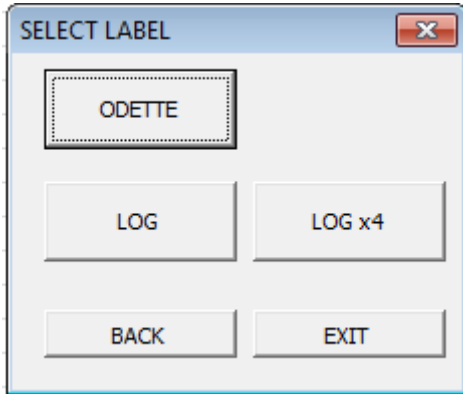 SELECT LABEL
ODETTE
LOG
LOG x4
BACK
EXIT